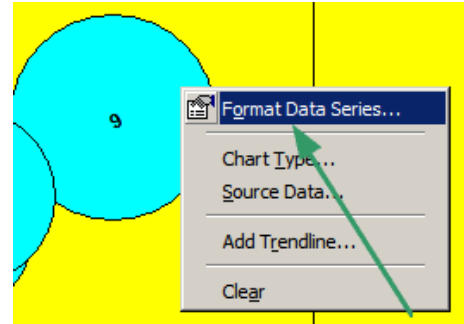 9
Format Data Series...
Chart Type...
Source Data...
Add Trendline...
Clear